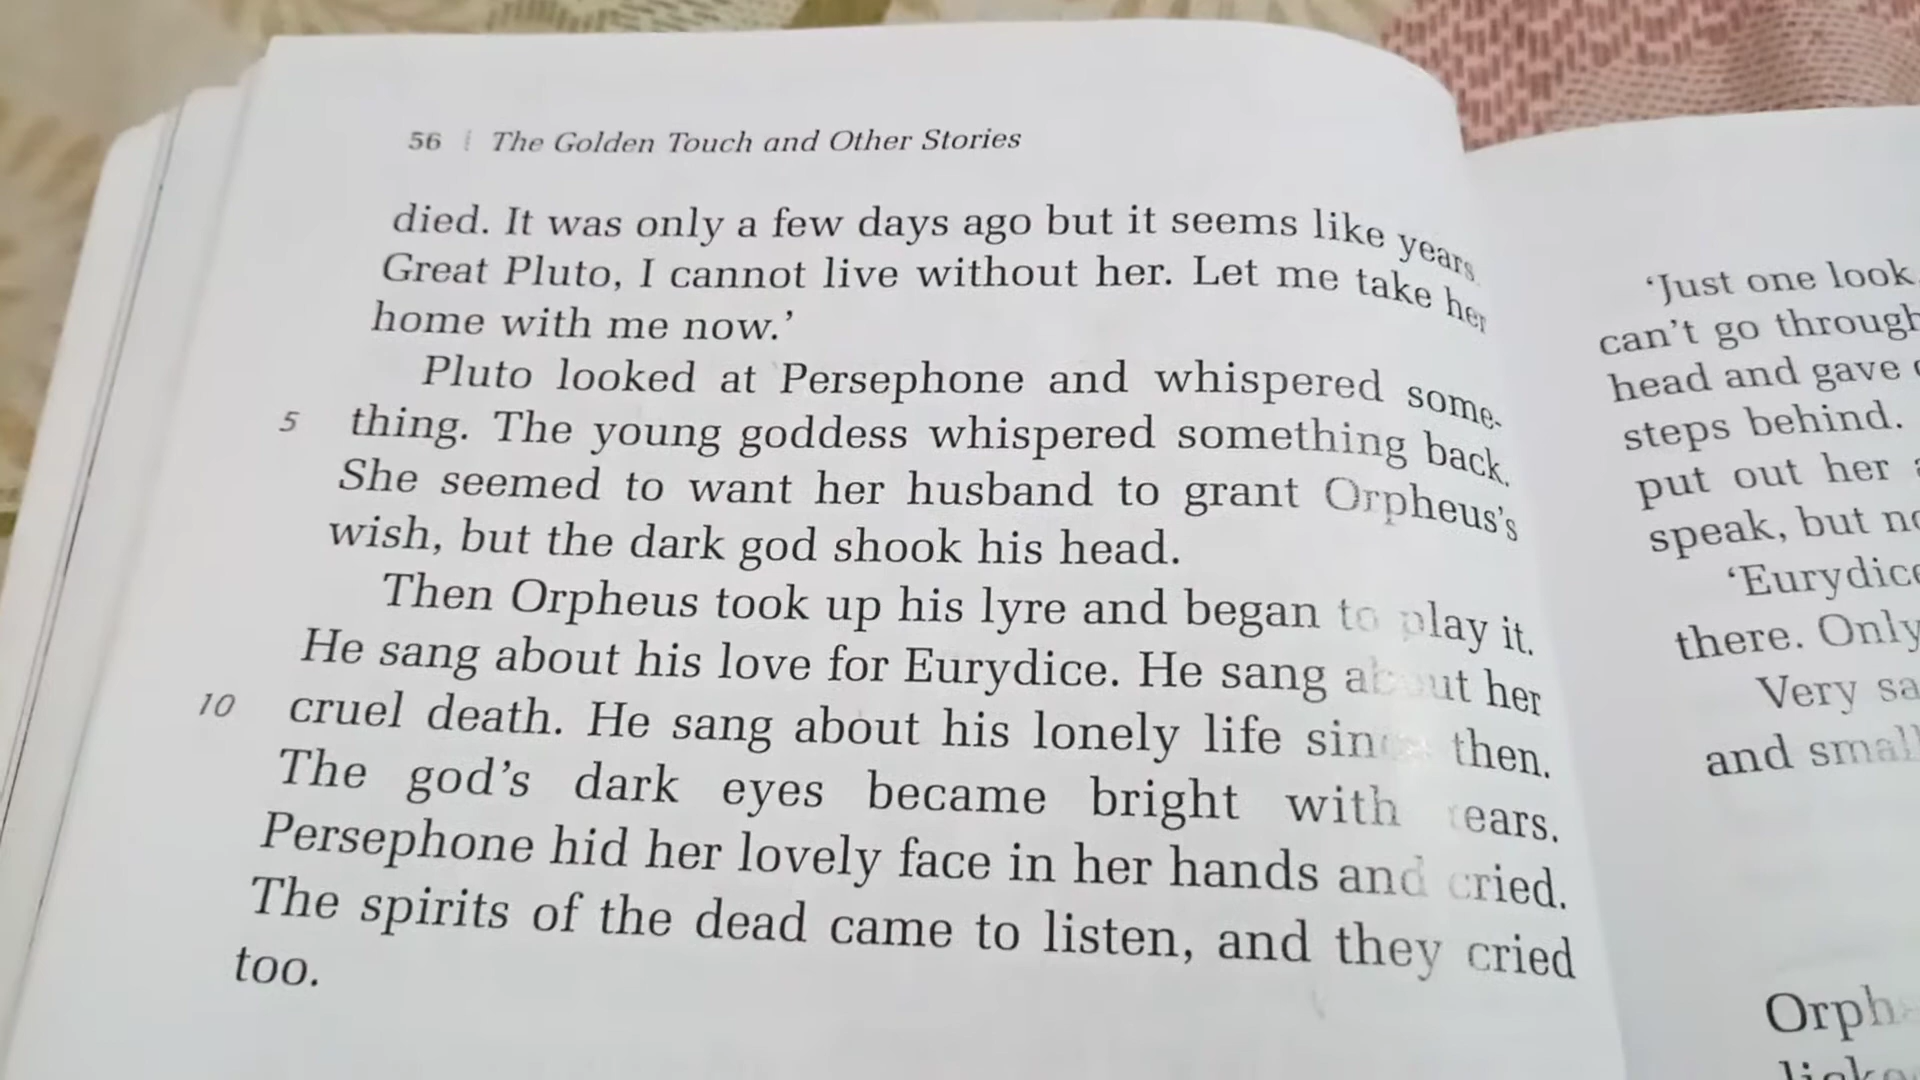 56 | The Golden Touch and Other Stories
died. It was only a few days ago but it seems like years
Great Pluto, I cannot live without her. Let me take her
home with me now.’
Pluto looked at Persephone and whispered some-
5 thing. The young goddess whispered something back.
She seemed to want her husband to grant Orpheus’s
wish, but the dark god shook his head.
Then Orpheus took up his lyre and began to play it.
He sang about his love for Eurydice. He sang about her
10 cruel death. He sang about his lonely life since then.
The god’s dark eyes became bright with tears.
Persephone hid her lovely face in her hands and cried.
The spirits of the dead came to listen, and they cried
too.
‘Just one look
can’t go through
head and gave
steps behind.
put out her
speak, but
‘Eurydice
there. Only
Very
and small